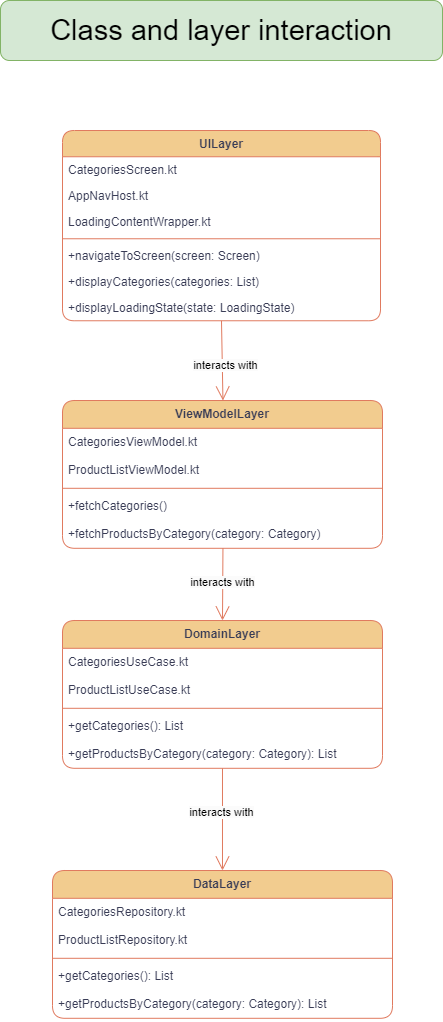 Class and layer interaction
UILayer
CategoriesScreen.kt
AppNavHost.kt
LoadingContentWrapper.kt
+navigateToScreen(screen: Screen)
+displayCategories(categories: List)
+displayLoadingState(state: LoadingState)
interacts with
ViewModelLayer
CategoriesViewModel.kt
ProductListViewModel.kt
+fetchCategories()
+fetchProductsByCategory(category: Category)
interacts with
DomainLayer
CategoriesUseCase.kt
ProductListUseCase.kt
+getCategories(): List
+getProductsByCategory(category: Category): List
interacts with
DataLayer
CategoriesRepository.kt
ProductListRepository.kt
+getCategories(): List
+getProductsByCategory(category: Category): List